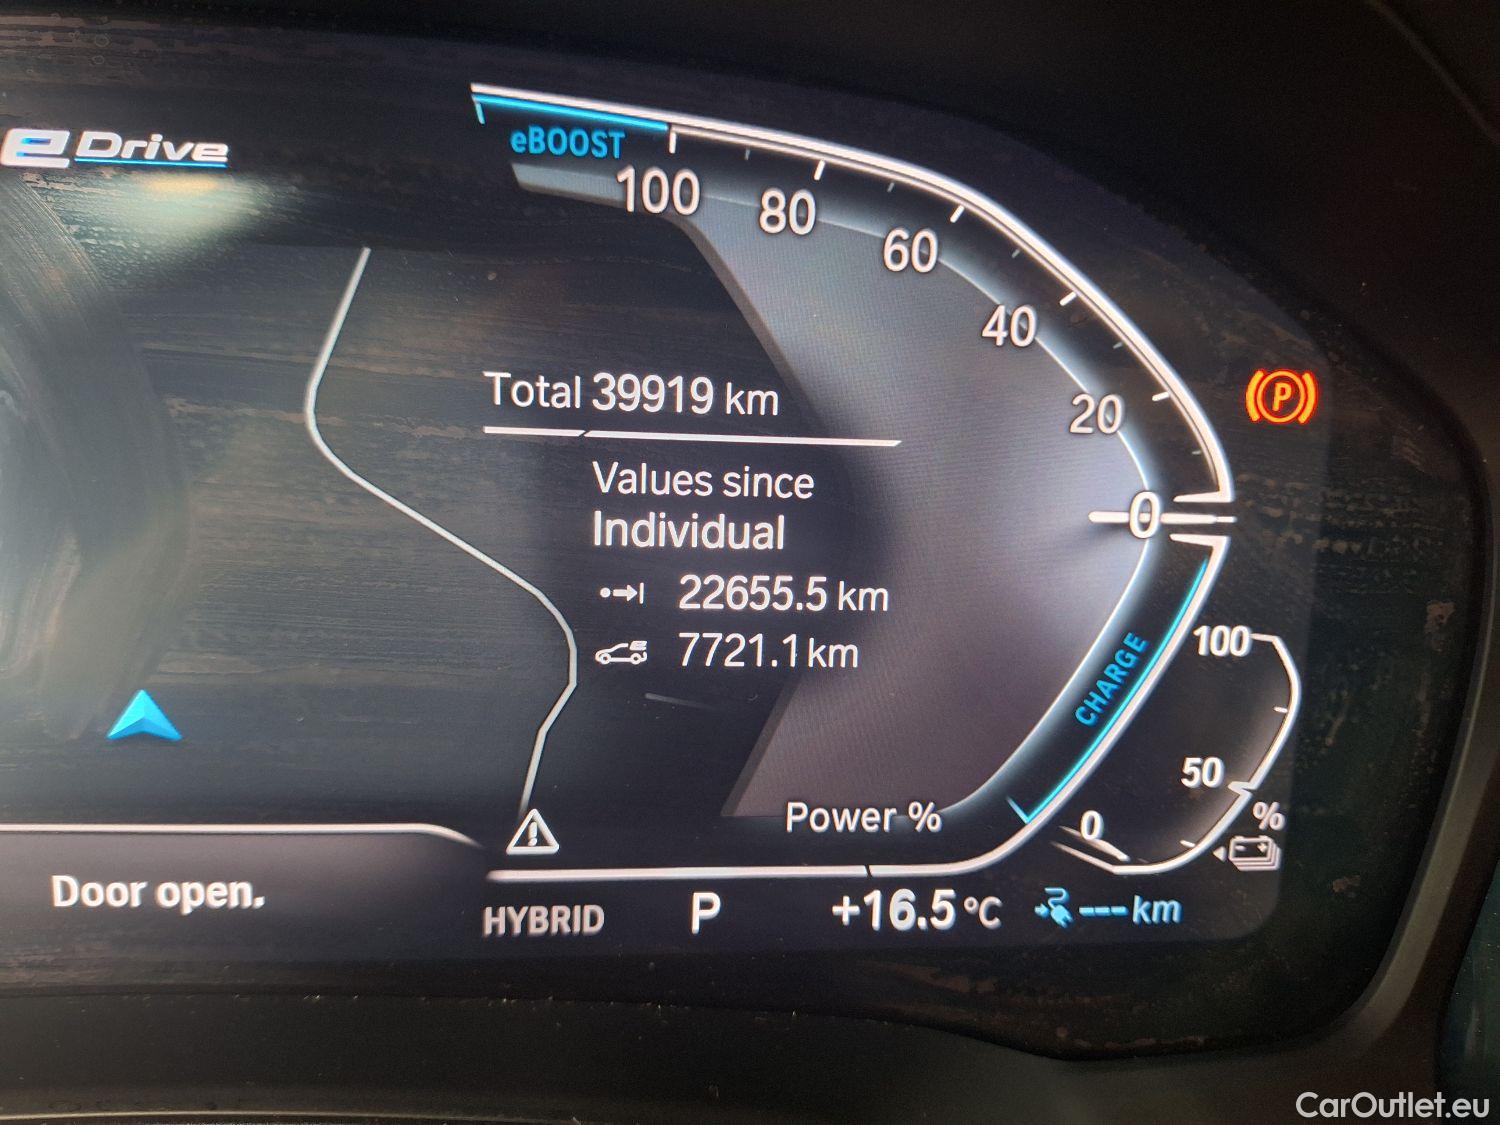 eDrive
eBOOST
100
80
60
40
20
0
Total 39919 km
Values since
Individual
22655.5 km
7721.1 km
P
CHARGE
100
50
0
%
Power %
Door open.
HYBRID
P
+16.5 °C
--- km
CarOutlet.eu